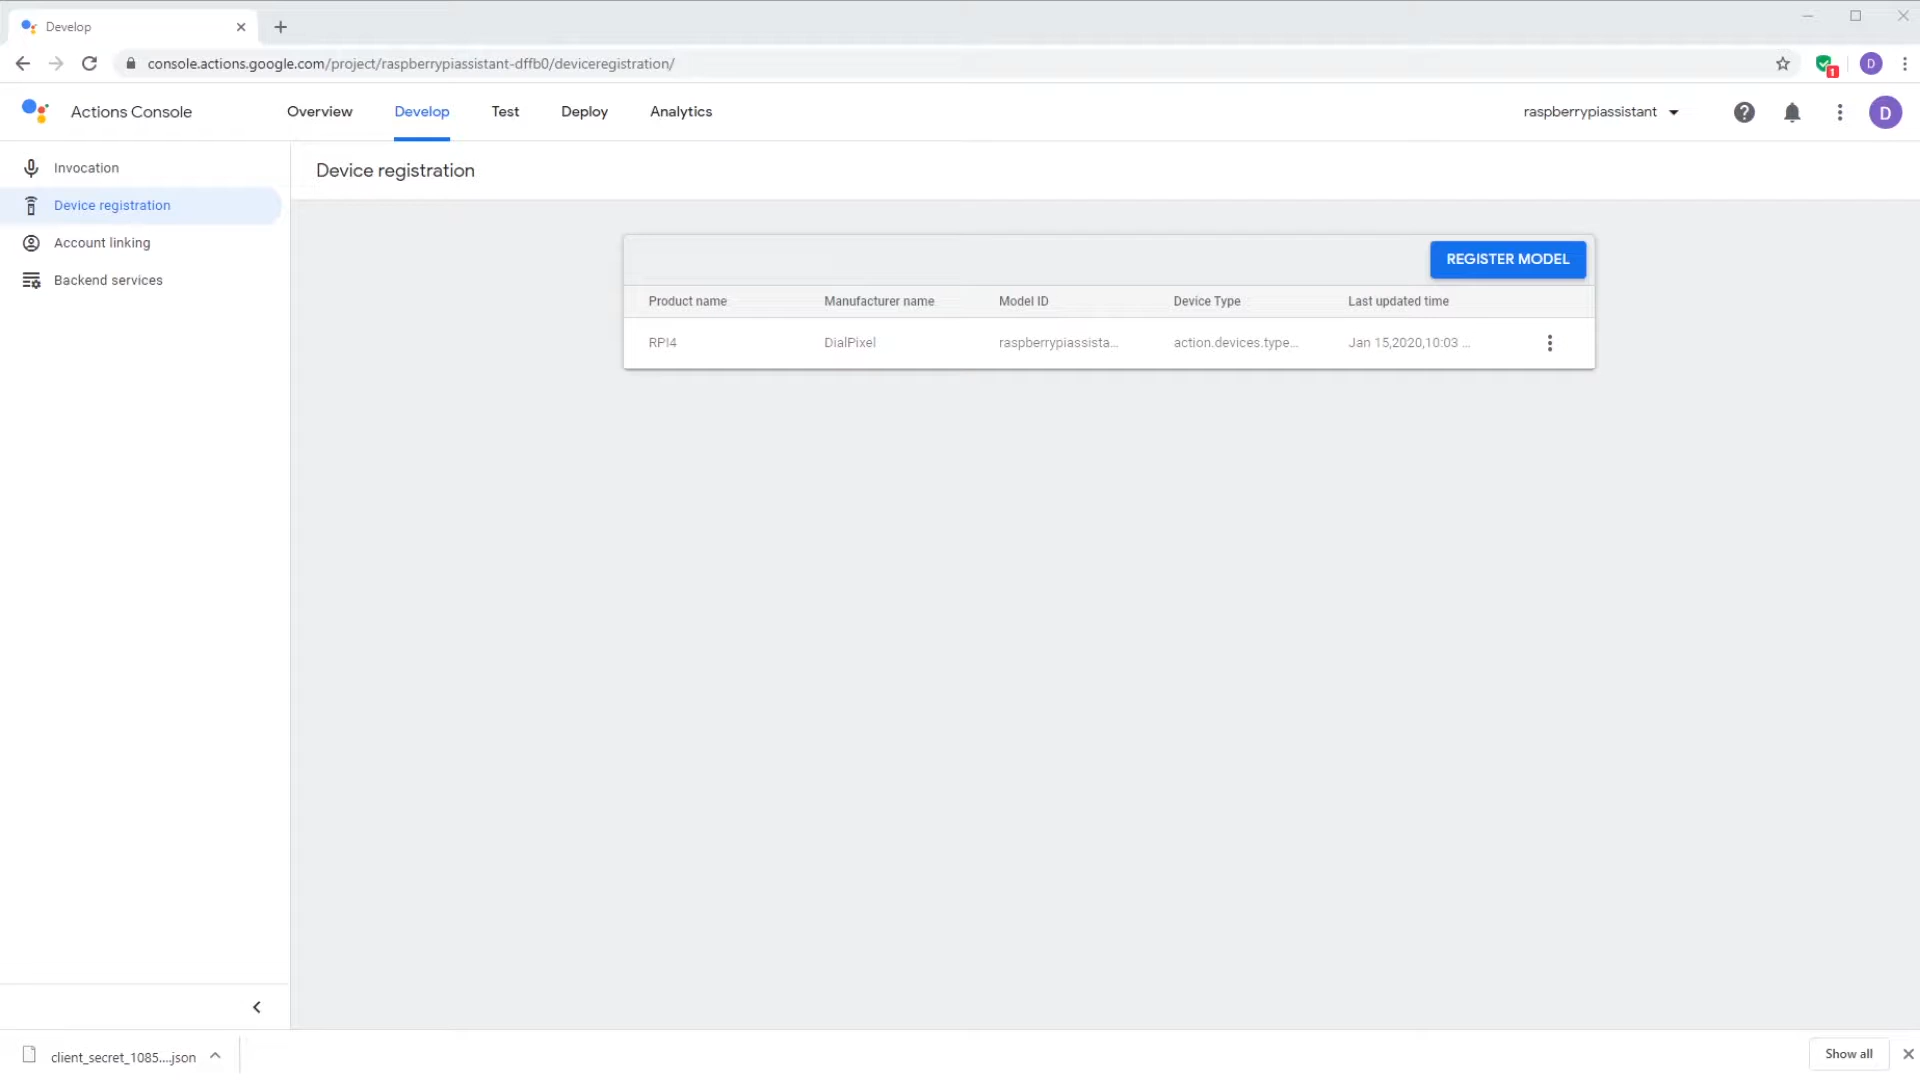 Develop
console.actions.google.com/project/raspberrypiassistant-dffb0/deviceregistration/
1
D
Actions Console
Overview
Develop
Test
Deploy
Analytics
raspberrypiassistant
D
Invocation
Device registration
Account linking
Backend services
Device registration
REGISTER MODEL
Product name
Manufacturer name
Model ID
Device Type
Last updated time
RPI4
DialPixel
raspberrypiassista...
action.devices.type...
Jan 15,2020,10:03 ...
client_secret_1085....json
Show all